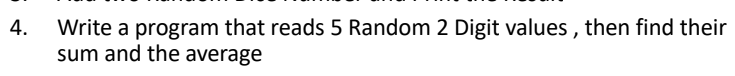 3. Add two Random Dice Number and Print the Result
4. Write a program that reads 5 Random 2 Digit values , then find their
sum and the average